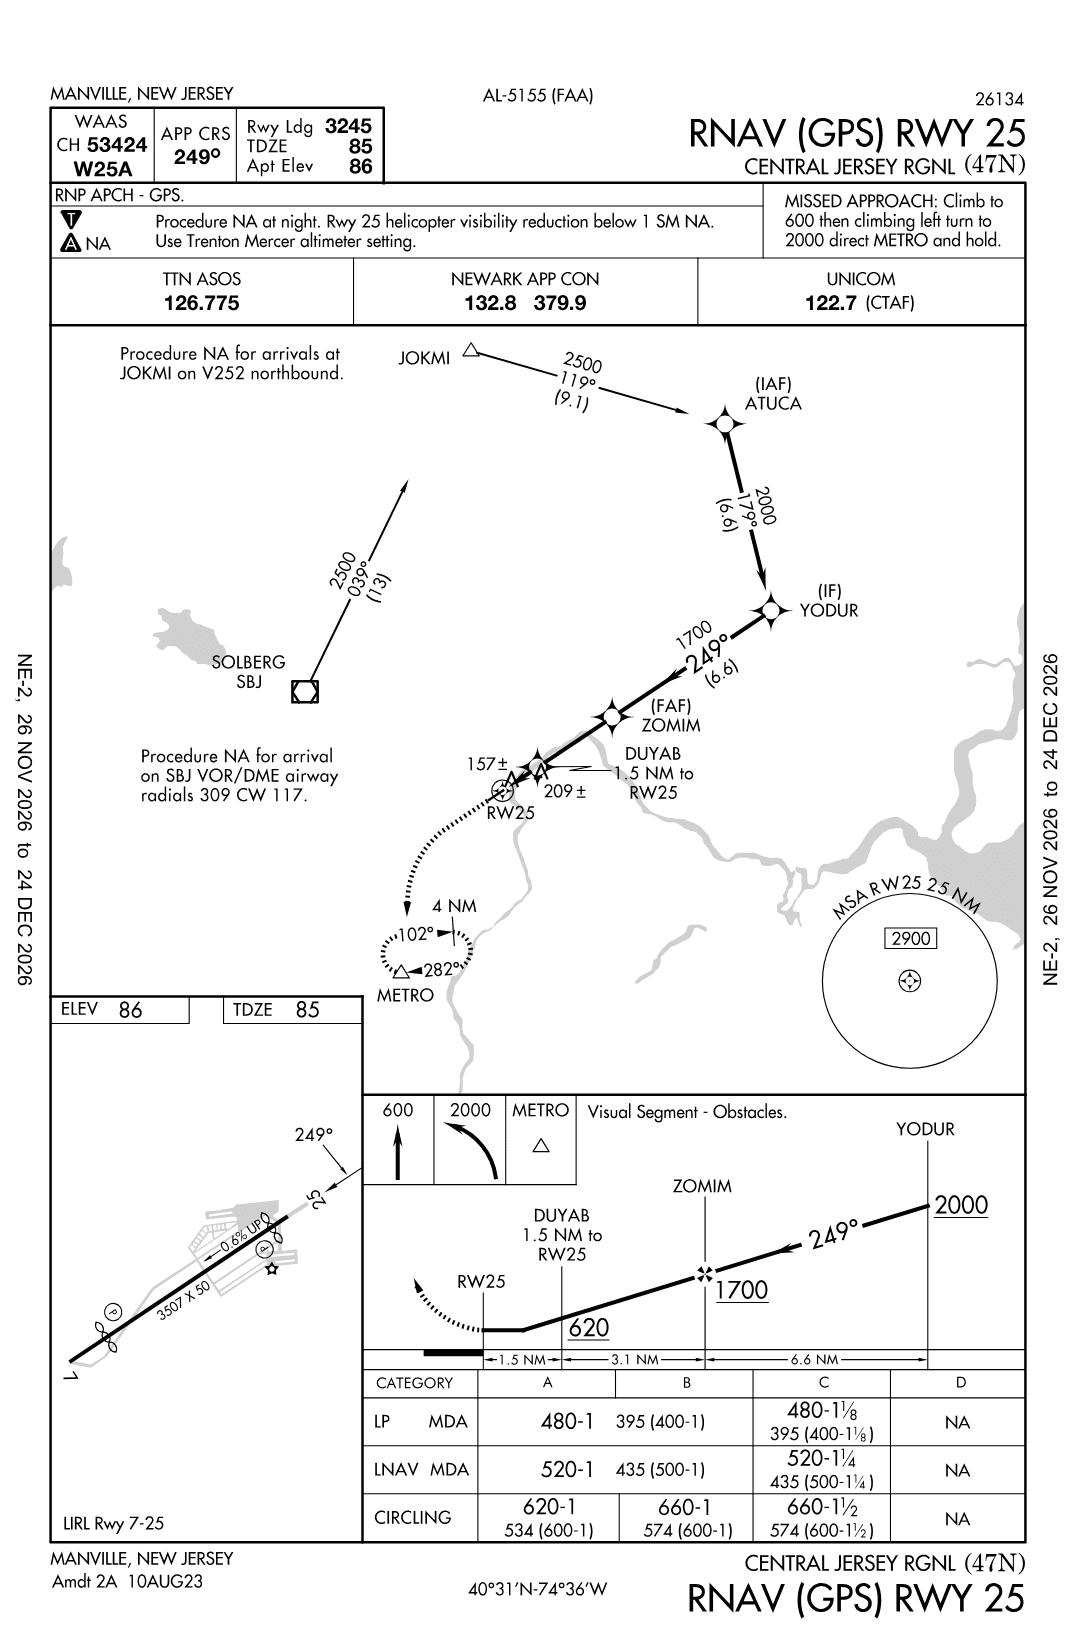 MANVILLE, NEW JERSEY
AL-5155 (FAA)
26134
WAAS
CH 53424
W25A
APP CRS
249°
Rwy Ldg 3245
TDZE 85
Apt Elev 86
RNAV (GPS) RWY 25
CENTRAL JERSEY RGNL (47N)
RNP APCH - GPS.
T
A NA
Procedure NA at night. Rwy 25 helicopter visibility reduction below 1 SM NA.
Use Trenton Mercer altimeter setting.
MISSED APPROACH: Climb to
600 then climbing left turn to
2000 direct METRO and hold.
TTN ASOS
126.775
NEWARK APP CON
132.8 379.9
UNICOM
122.7 (CTAF)
Procedure NA for arrivals at
JOKMI on V252 northbound.
JOKMI
2500
119°
(9.1)
(IAF)
ATUCA
2000
179°
(6.6)
(IF)
YODUR
2500
039°
(13)
SOLBERG
SBJ
1700
249°
(6.6)
(FAF)
ZOMIM
Procedure NA for arrival
on SBJ VOR/DME airway
radials 309 CW 117.
DUYAB
1.5 NM to
RW25
157±
209±
RW25
4 NM
102°
282°
METRO
MSA RW25 25 NM
2900
NE-2, 26 NOV 2026 to 24 DEC 2026
NE-2, 26 NOV 2026 to 24 DEC 2026
ELEV 86
TDZE 85
249°
25
0.6% UP
P
3507 X 50
P
7
LIRL Rwy 7-25
600
2000
METRO
Visual Segment - Obstacles.
YODUR
ZOMIM
DUYAB
1.5 NM to
RW25
RW25
2000
249°
1700
620
1.5 NM
3.1 NM
6.6 NM
CATEGORY A B C D
LP MDA 480-1 395 (400-1) 480-1⅛ 395 (400-1⅛) NA
LNAV MDA 520-1 435 (500-1) 520-1¼ 435 (500-1¼) NA
CIRCLING 620-1 534 (600-1) 660-1 574 (600-1) 660-1½ 574 (600-1½) NA
MANVILLE, NEW JERSEY
Amdt 2A 10AUG23
40°31'N-74°36'W
CENTRAL JERSEY RGNL (47N)
RNAV (GPS) RWY 25